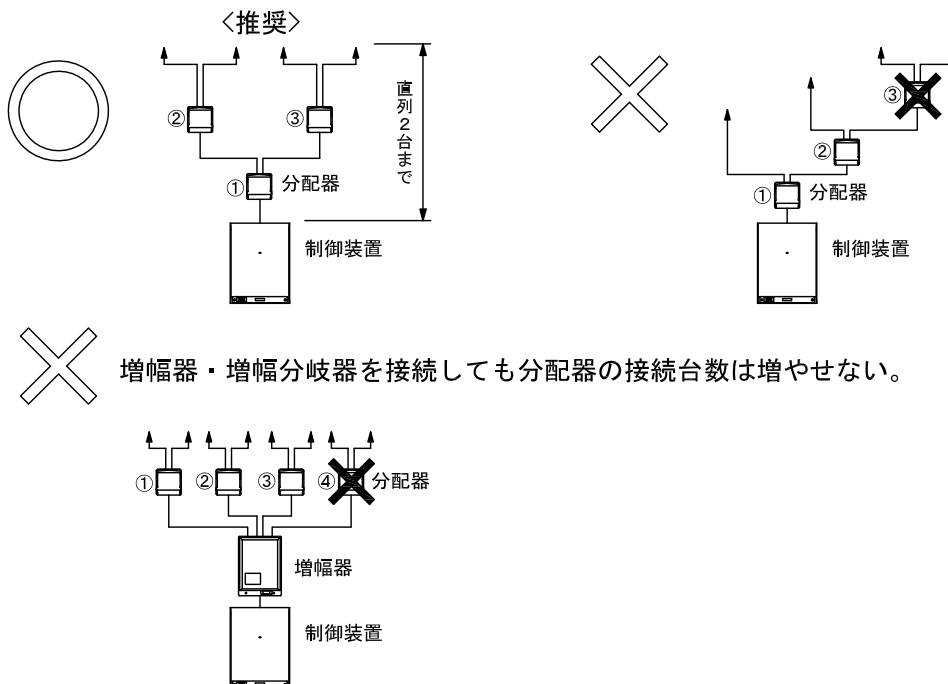 〈推奨〉
②
③
①
分配器
制御装置
直列2台まで
③
②
①
分配器
制御装置
増幅器・増幅分岐器を接続しても分配器の接続台数は増やせない。
①
②
③
④
分配器
増幅器
制御装置